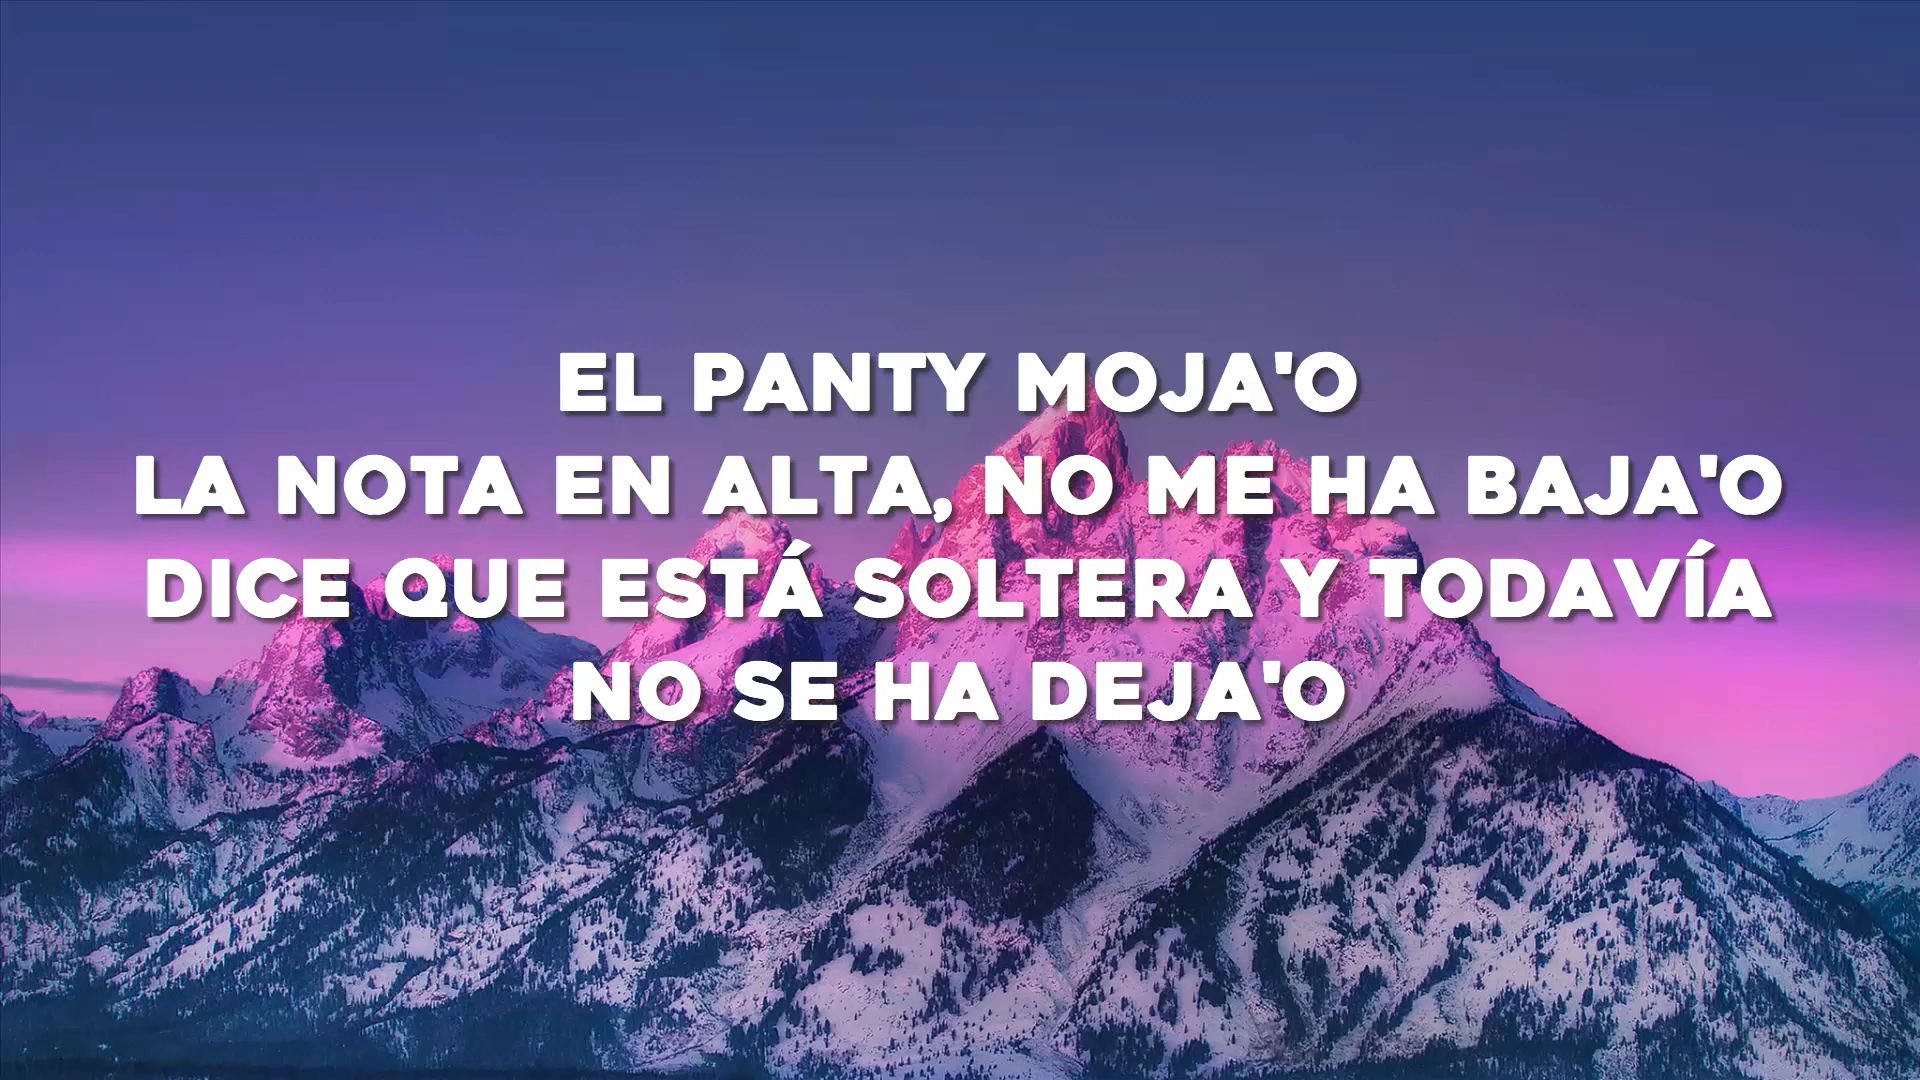 EL PANTY MOJA'O
LA NOTA EN ALTA, NO ME HA BAJA'O
DICE QUE ESTÁ SOLTERA Y TODAVÍA
NO SE HA DEJA'O